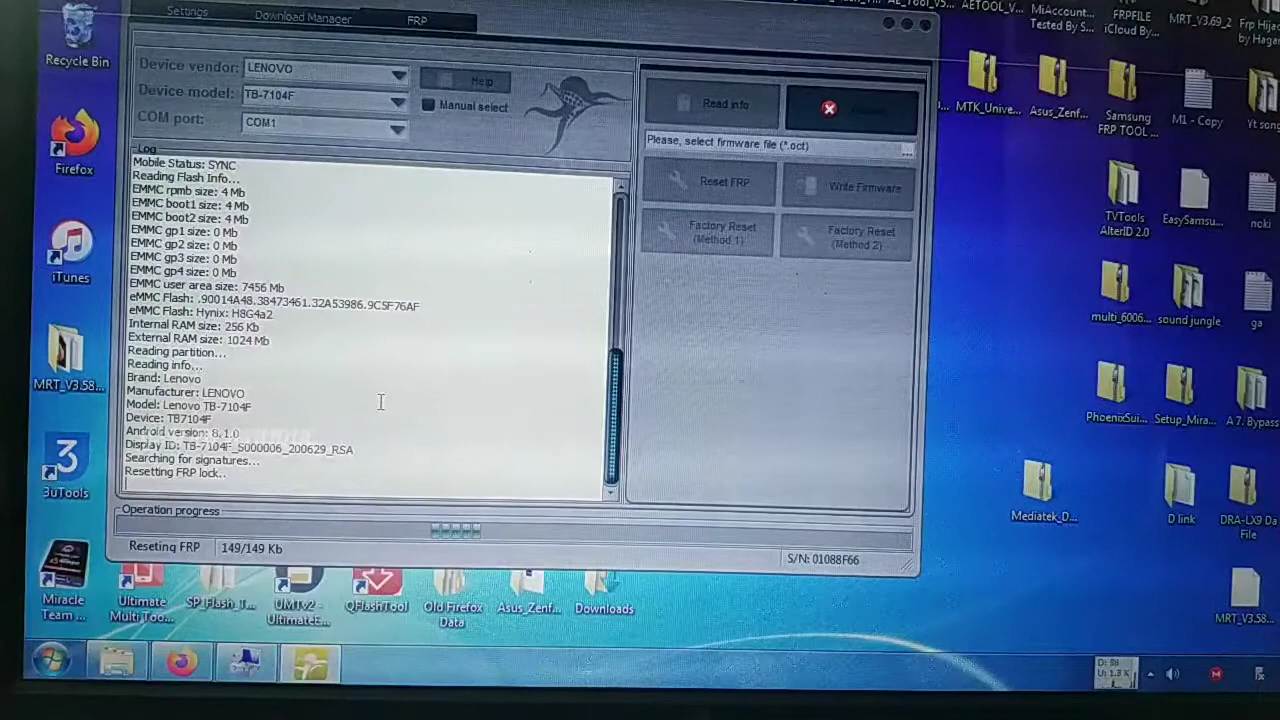 Settings
Download Manager
FRP
Recycle Bin
Firefox
iTunes
MRT_V3.58...
3uTools
Miracle
Team ...
Device vendor:
LENOVO
Help
Device model:
TB-7104F
Manual select
COM port:
COM1
Log
Mobile Status: SYNC
Reading Flash Info...
EMMC rpmb size: 4 Mb
EMMC boot1 size: 4 Mb
EMMC boot2 size: 4 Mb
EMMC gp1 size: 0 Mb
EMMC gp2 size: 0 Mb
EMMC gp3 size: 0 Mb
EMMC gp4 size: 0 Mb
EMMC user area size: 7456 Mb
eMMC Flash: .90014A48.38473461.32A53986.9C5F76AF
eMMC Flash: Hynix: H8G4a2
Internal RAM size: 256 Kb
External RAM size: 1024 Mb
Reading partition...
Reading info...
Brand: Lenovo
Manufacturer: LENOVO
Model: Lenovo TB-7104F
Device: TB7104F
Android version: 8.1.0
Display ID: TB-7104F_S000006_200629_RSA
Searching for signatures...
Resetting FRP lock..
Operation progress
Reseting FRP
149/149 Kb
S/N: 01088F66
Read info
Please, select firmware file (*.oct)
...
Reset FRP
Write Firmware
Factory Reset
(Method 1)
Factory Reset
(Method 2)
MiAccount...
Tested By S...
FRPFILE
iCloud By...
MRT_V3.69_2
Frp Hijac
by Hagar
MTK_Unive...
Asus_Zenf...
Samsung
FRP TOOL ...
M1 - Copy
Yt song
TVTools
AlterID 2.0
EasySamsu...
noki
multi_6006...
sound jungle
ga
PhoenixSui...
Setup_Mira...
A 7. Bypass
Mediatek_D...
D link
DRA-LX9 Da
File
MRT_V3.58...
Ultimate
Multi Too...
SP_Flash_T...
UMTv2 -
UltimateE...
QFlashTool
Old Firefox
Data
Asus_Zenf...
Downloads